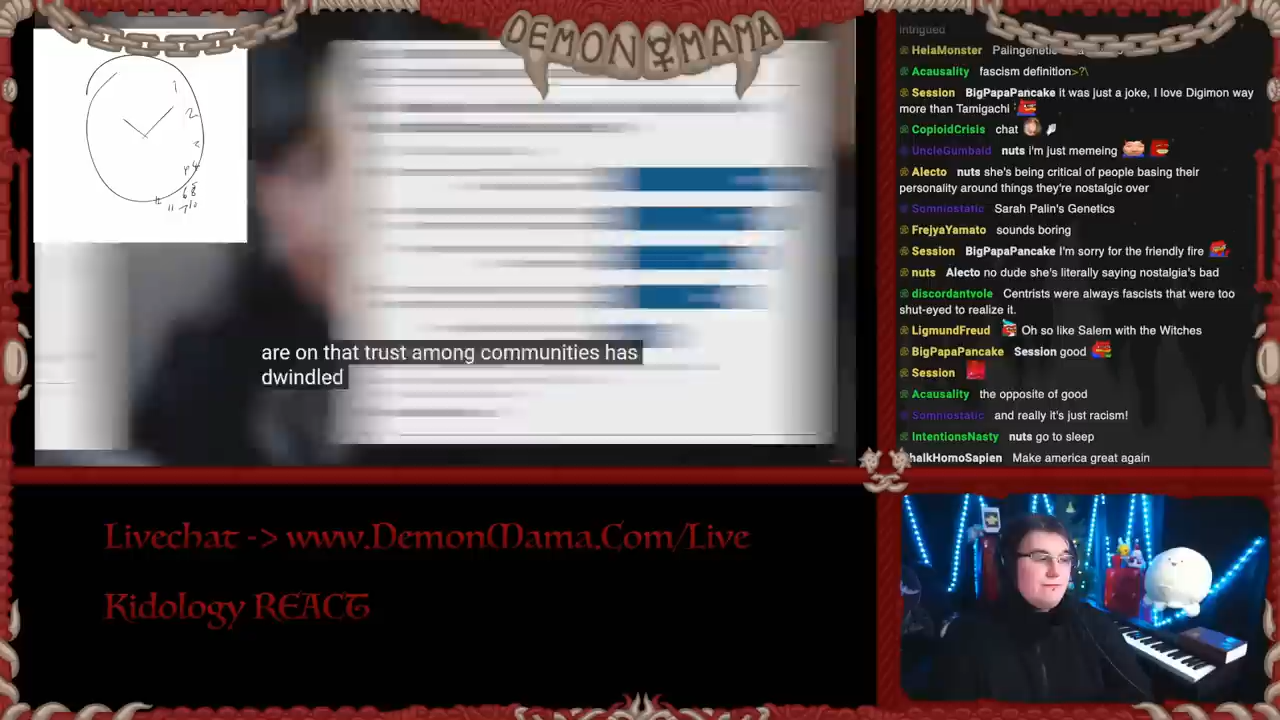 DEMON MAMA
1
2
are on that trust among communities has
dwindled
intrigued
HelaMonster Palingenetic
Acausality fascism definition>?\
Session BigPapaPancake it was just a joke, I love Digimon way
more than Tamigachi
CopioidCrisis chat
UncleGumbald nuts i'm just memeing
Alecto nuts she's being critical of people basing their
personality around things they're nostalgic over
Somniostatic Sarah Palin's Genetics
FrejyaYamato sounds boring
Session BigPapaPancake I'm sorry for the friendly fire
nuts Alecto no dude she's literally saying nostalgia's bad
discordantvole Centrists were always fascists that were too
shut-eyed to realize it.
LigmundFreud Oh so like Salem with the Witches
BigPapaPancake Session good
Session
Acausality the opposite of good
Somniostatic and really it's just racism!
IntentionsNasty nuts go to sleep
halkHomoSapien Make america great again
Livechat -> www.DemonMama.Com/Live
Kidology REACT